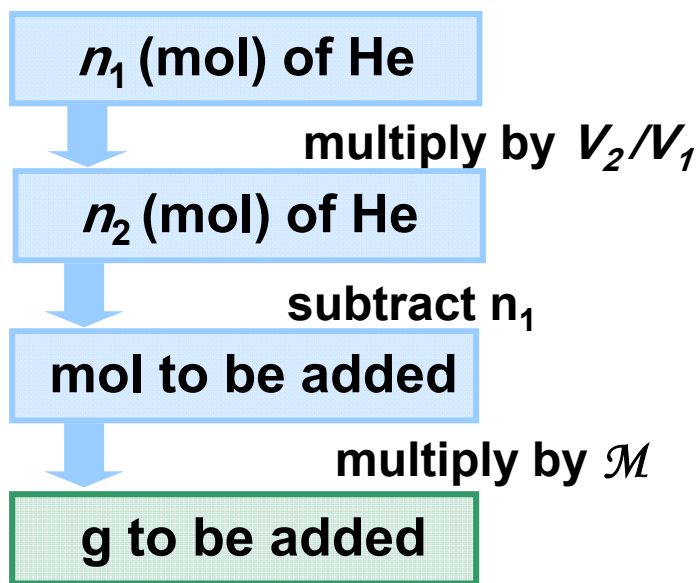 n₁ (mol) of He
multiply by V₂/V₁
n₂ (mol) of He
subtract n₁
mol to be added
multiply by ℳ
g to be added